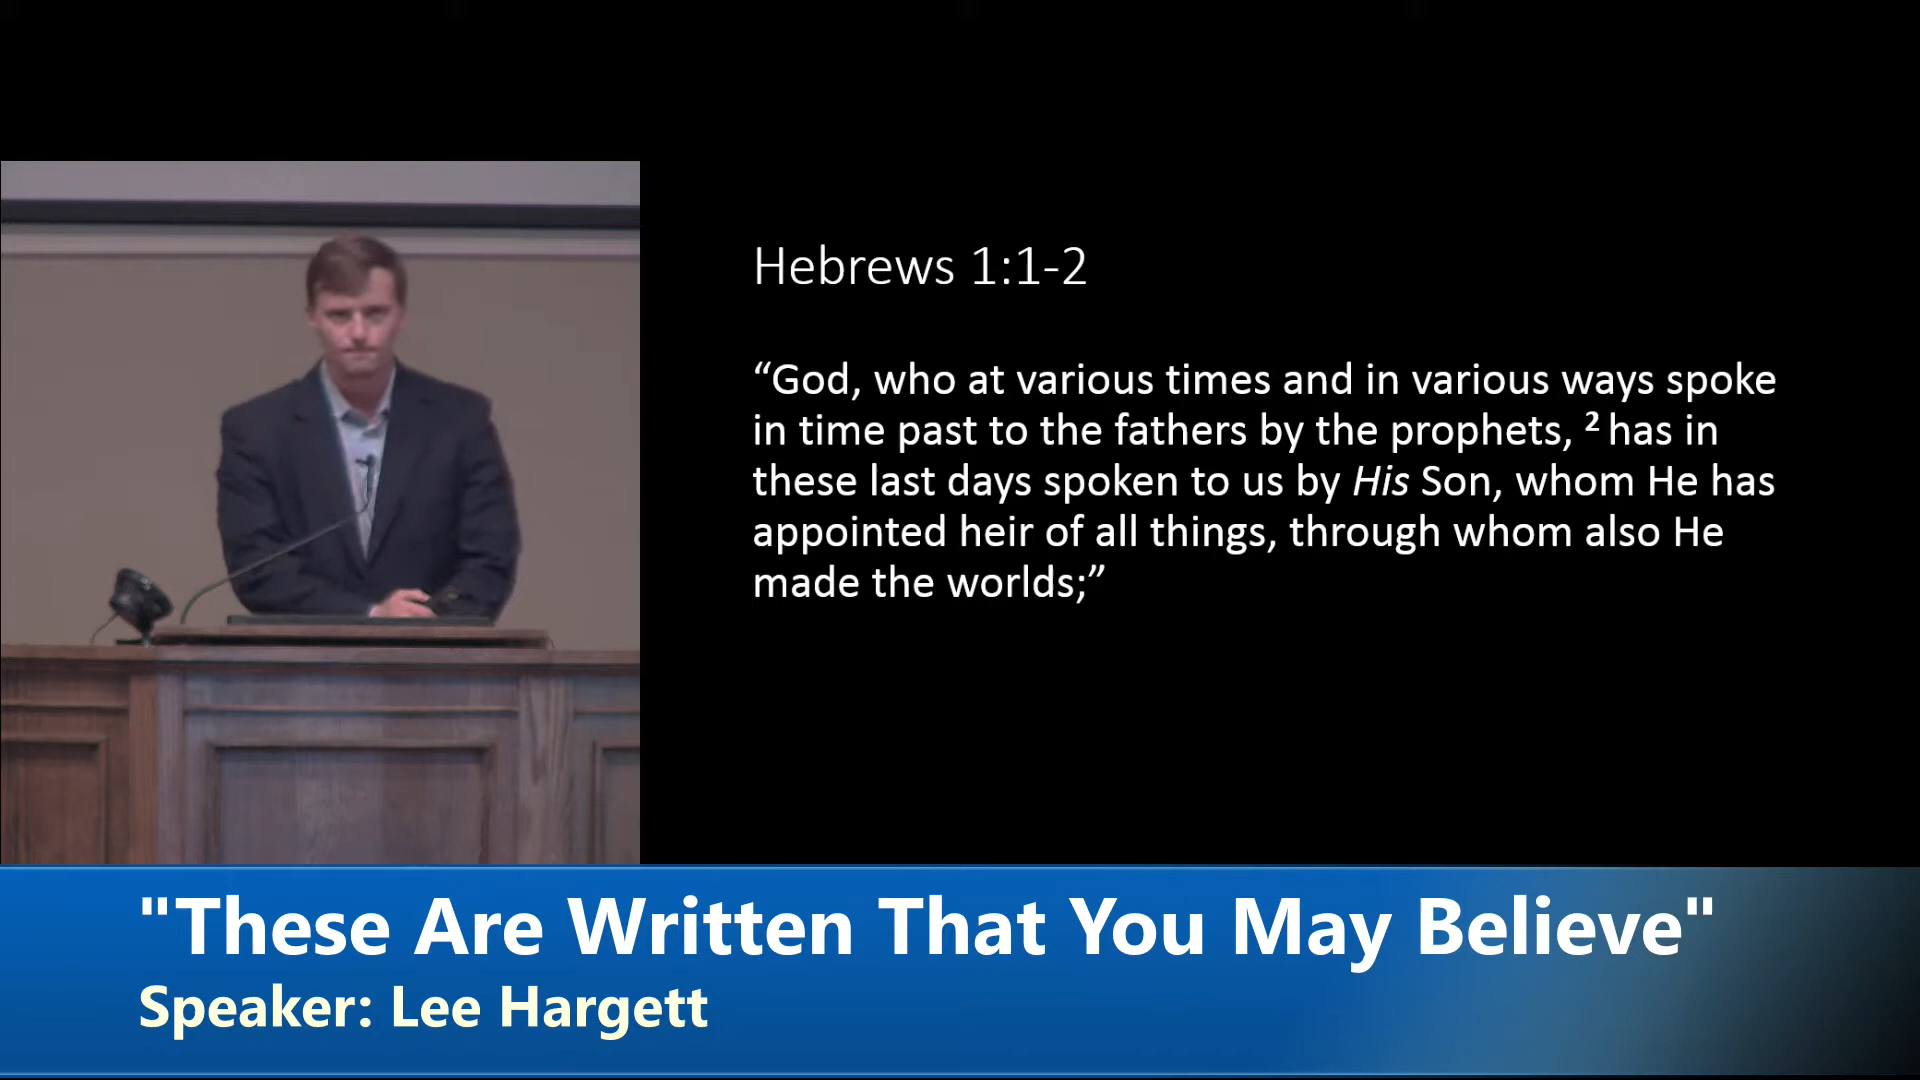 Hebrews 1:1-2
“God, who at various times and in various ways spoke
in time past to the fathers by the prophets, ² has in
these last days spoken to us by His Son, whom He has
appointed heir of all things, through whom also He
made the worlds;”
"These Are Written That You May Believe"
Speaker: Lee Hargett